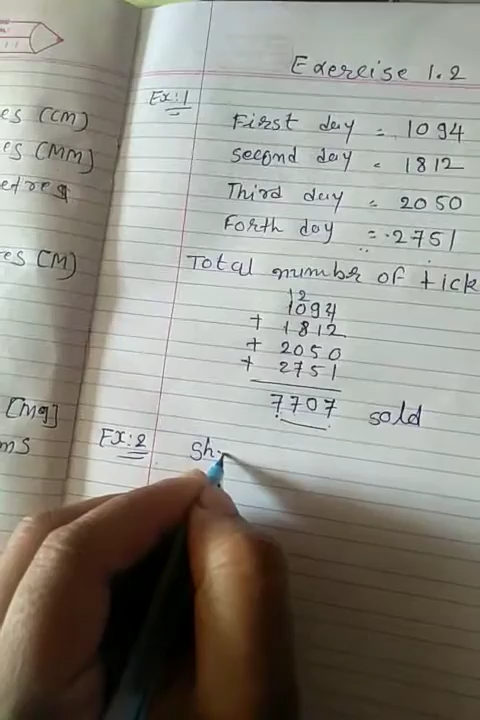 es (CM)
es (MM)
etres
es (M)
[Mg]
ms
Exercise 1.2
Ex:1
First day = 1094
second day = 1812
Third day = 2050
Forth day = 2751
Total number of tick
12
1094
+ 1812
+ 2050
+ 2751
7707 sold
EX:2 Sh